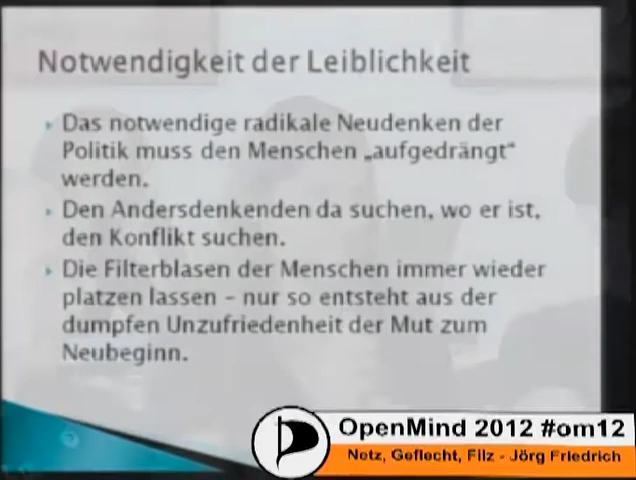 Notwendigkeit der Leiblichkeit
Das notwendige radikale Neudenken der
Politik muss den Menschen „aufgedrängt“
werden.
Den Andersdenkenden da suchen, wo er ist,
den Konflikt suchen.
Die Filterblasen der Menschen immer wieder
platzen lassen – nur so entsteht aus der
dumpfen Unzufriedenheit der Mut zum
Neubeginn.
OpenMind 2012 #om12
Netz, Geflecht, Filz - Jörg Friedrich